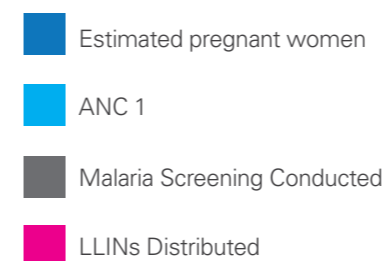 Estimated pregnant women
ANC 1
Malaria Screening Conducted
LLINs Distributed